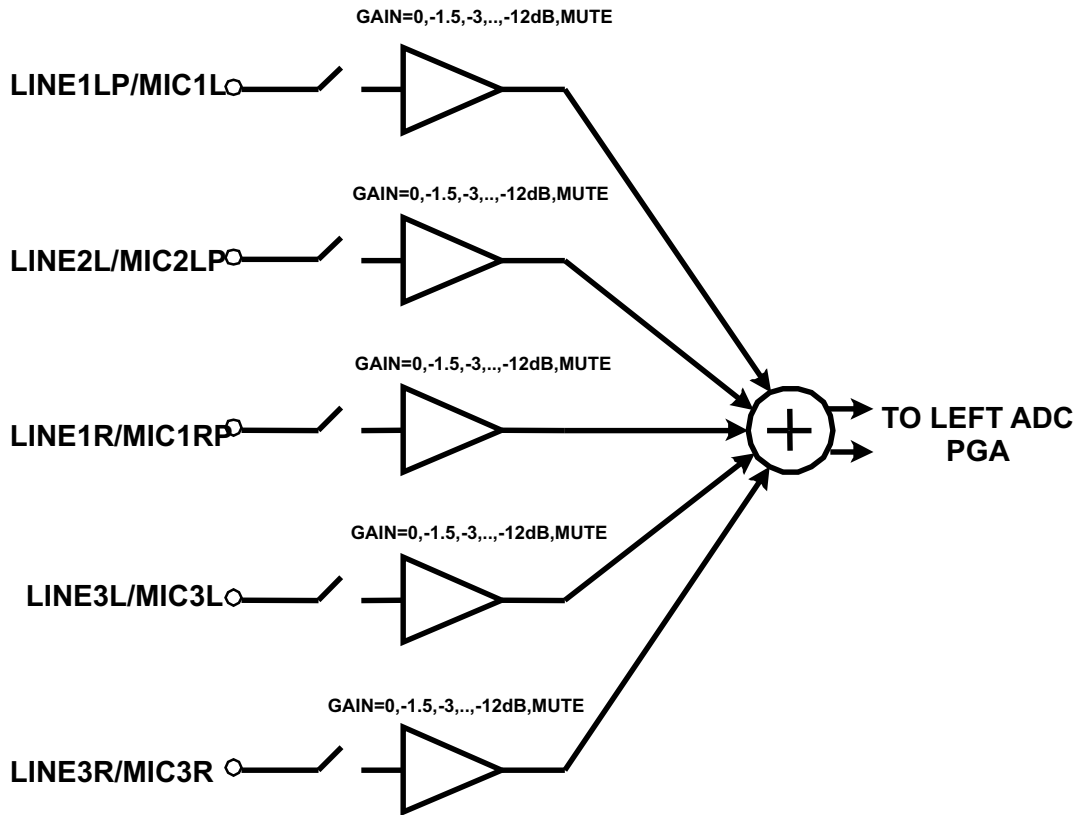 GAIN=0,-1.5,-3,..,-12dB,MUTE
LINE1LP/MIC1L
GAIN=0,-1.5,-3,..,-12dB,MUTE
LINE2L/MIC2LP
GAIN=0,-1.5,-3,..,-12dB,MUTE
LINE1R/MIC1RP
TO LEFT ADC
PGA
GAIN=0,-1.5,-3,..,-12dB,MUTE
LINE3L/MIC3L
GAIN=0,-1.5,-3,..,-12dB,MUTE
LINE3R/MIC3R